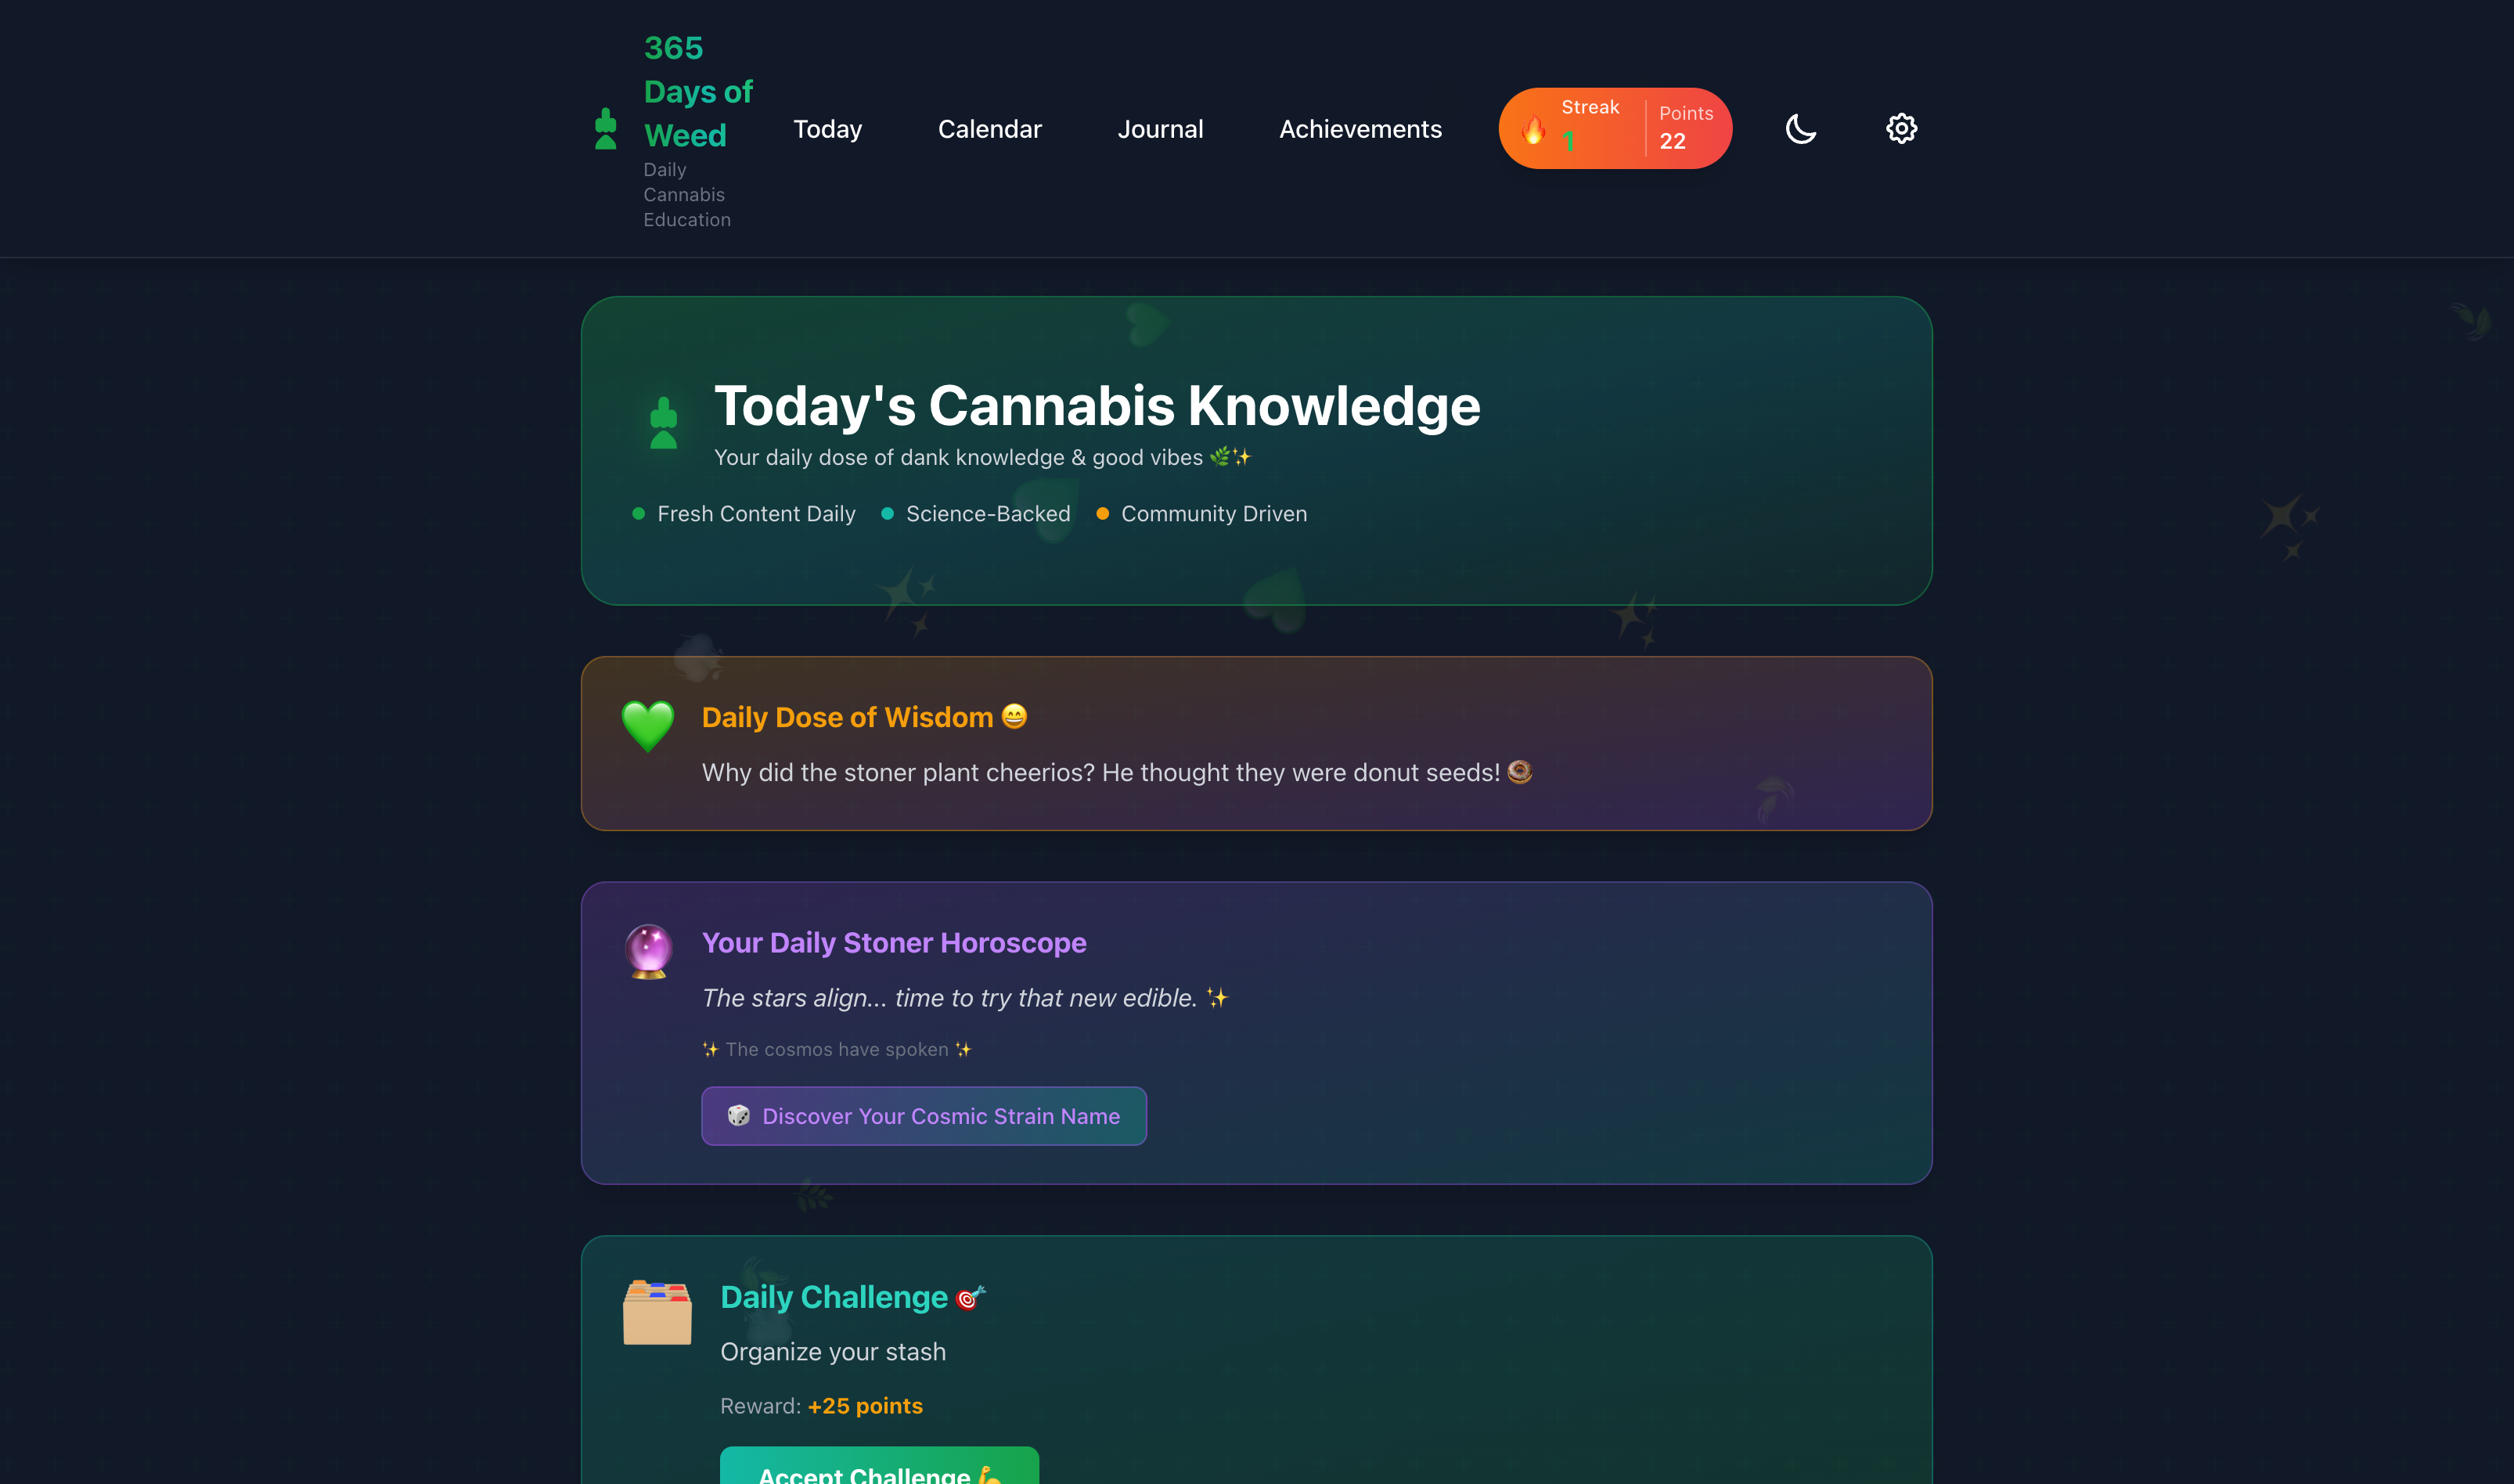 365
Days of
Weed
Daily
Cannabis
Education
Today
Calendar
Journal
Achievements
Streak
1
Points
22
Today's Cannabis Knowledge
Your daily dose of dank knowledge & good vibes 🌿✨
Fresh Content Daily
Science-Backed
Community Driven
Daily Dose of Wisdom 😄
Why did the stoner plant cheerios? He thought they were donut seeds! 🍩
Your Daily Stoner Horoscope
The stars align... time to try that new edible. ✨
✨ The cosmos have spoken ✨
🎲 Discover Your Cosmic Strain Name
Daily Challenge 🎯
Organize your stash
Reward: +25 points
Accept Challenge 💪